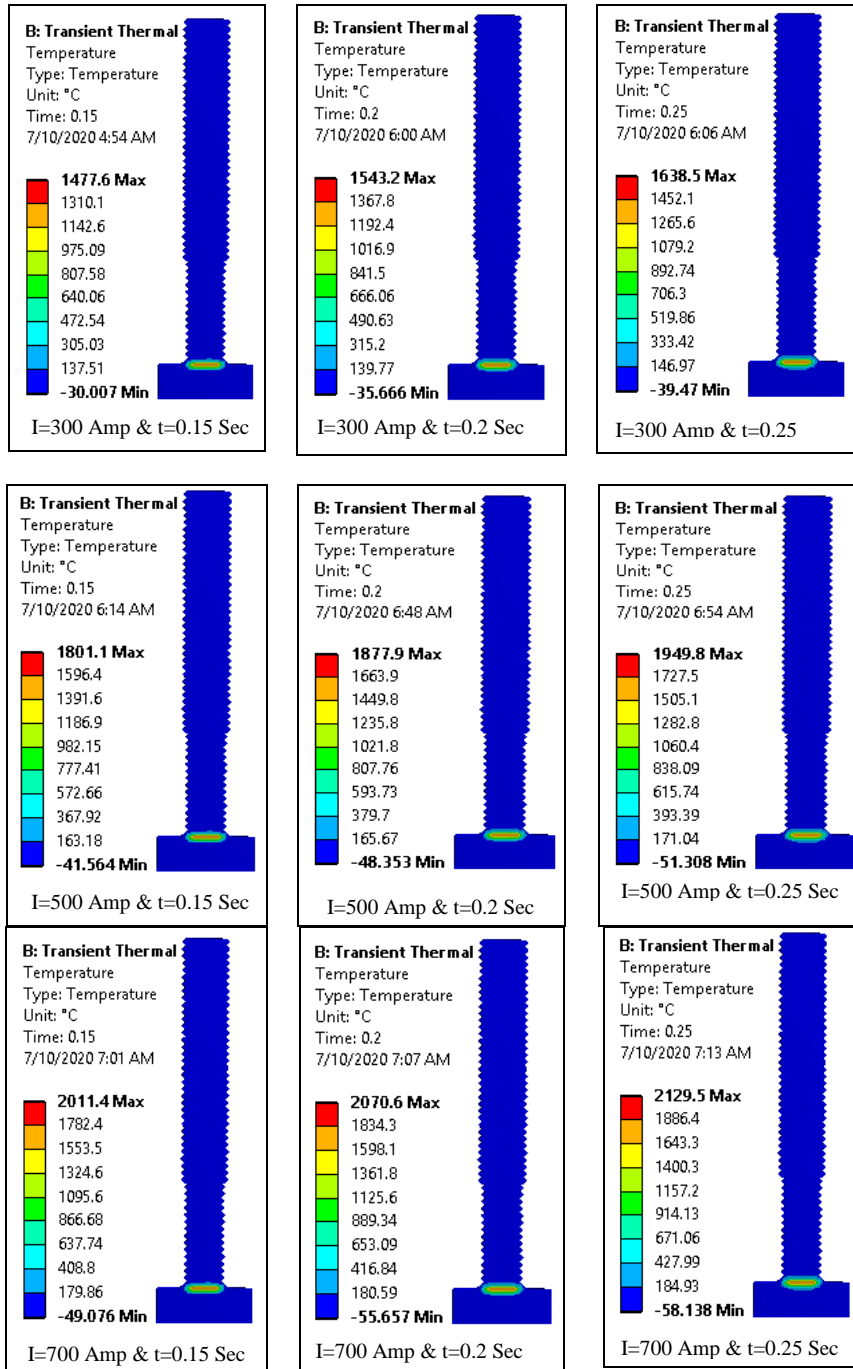 B: Transient Thermal
Temperature
Type: Temperature
Unit: °C
Time: 0.15
7/10/2020 4:54 AM
1477.6 Max
1310.1
1142.6
975.09
807.58
640.06
472.54
305.03
137.51
-30.007 Min
I=300 Amp & t=0.15 Sec
B: Transient Thermal
Temperature
Type: Temperature
Unit: °C
Time: 0.2
7/10/2020 6:00 AM
1543.2 Max
1367.8
1192.4
1016.9
841.5
666.06
490.63
315.2
139.77
-35.666 Min
I=300 Amp & t=0.2 Sec
B: Transient Thermal
Temperature
Type: Temperature
Unit: °C
Time: 0.25
7/10/2020 6:06 AM
1638.5 Max
1452.1
1265.6
1079.2
892.74
706.3
519.86
333.42
146.97
-39.47 Min
I=300 Amp & t=0.25
B: Transient Thermal
Temperature
Type: Temperature
Unit: °C
Time: 0.15
7/10/2020 6:14 AM
1801.1 Max
1596.4
1391.6
1186.9
982.15
777.41
572.66
367.92
163.18
-41.564 Min
I=500 Amp & t=0.15 Sec
B: Transient Thermal
Temperature
Type: Temperature
Unit: °C
Time: 0.2
7/10/2020 6:48 AM
1877.9 Max
1663.9
1449.8
1235.8
1021.8
807.76
593.73
379.7
165.67
-48.353 Min
I=500 Amp & t=0.2 Sec
B: Transient Thermal
Temperature
Type: Temperature
Unit: °C
Time: 0.25
7/10/2020 6:54 AM
1949.8 Max
1727.5
1505.1
1282.8
1060.4
838.09
615.74
393.39
171.04
-51.308 Min
I=500 Amp & t=0.25 Sec
B: Transient Thermal
Temperature
Type: Temperature
Unit: °C
Time: 0.15
7/10/2020 7:01 AM
2011.4 Max
1782.4
1553.5
1324.6
1095.6
866.68
637.74
408.8
179.86
-49.076 Min
I=700 Amp & t=0.15 Sec
B: Transient Thermal
Temperature
Type: Temperature
Unit: °C
Time: 0.2
7/10/2020 7:07 AM
2070.6 Max
1834.3
1598.1
1361.8
1125.6
889.34
653.09
416.84
180.59
-55.657 Min
I=700 Amp & t=0.2 Sec
B: Transient Thermal
Temperature
Type: Temperature
Unit: °C
Time: 0.25
7/10/2020 7:13 AM
2129.5 Max
1886.4
1643.3
1400.3
1157.2
914.13
671.06
427.99
184.93
-58.138 Min
I=700 Amp & t=0.25 Sec